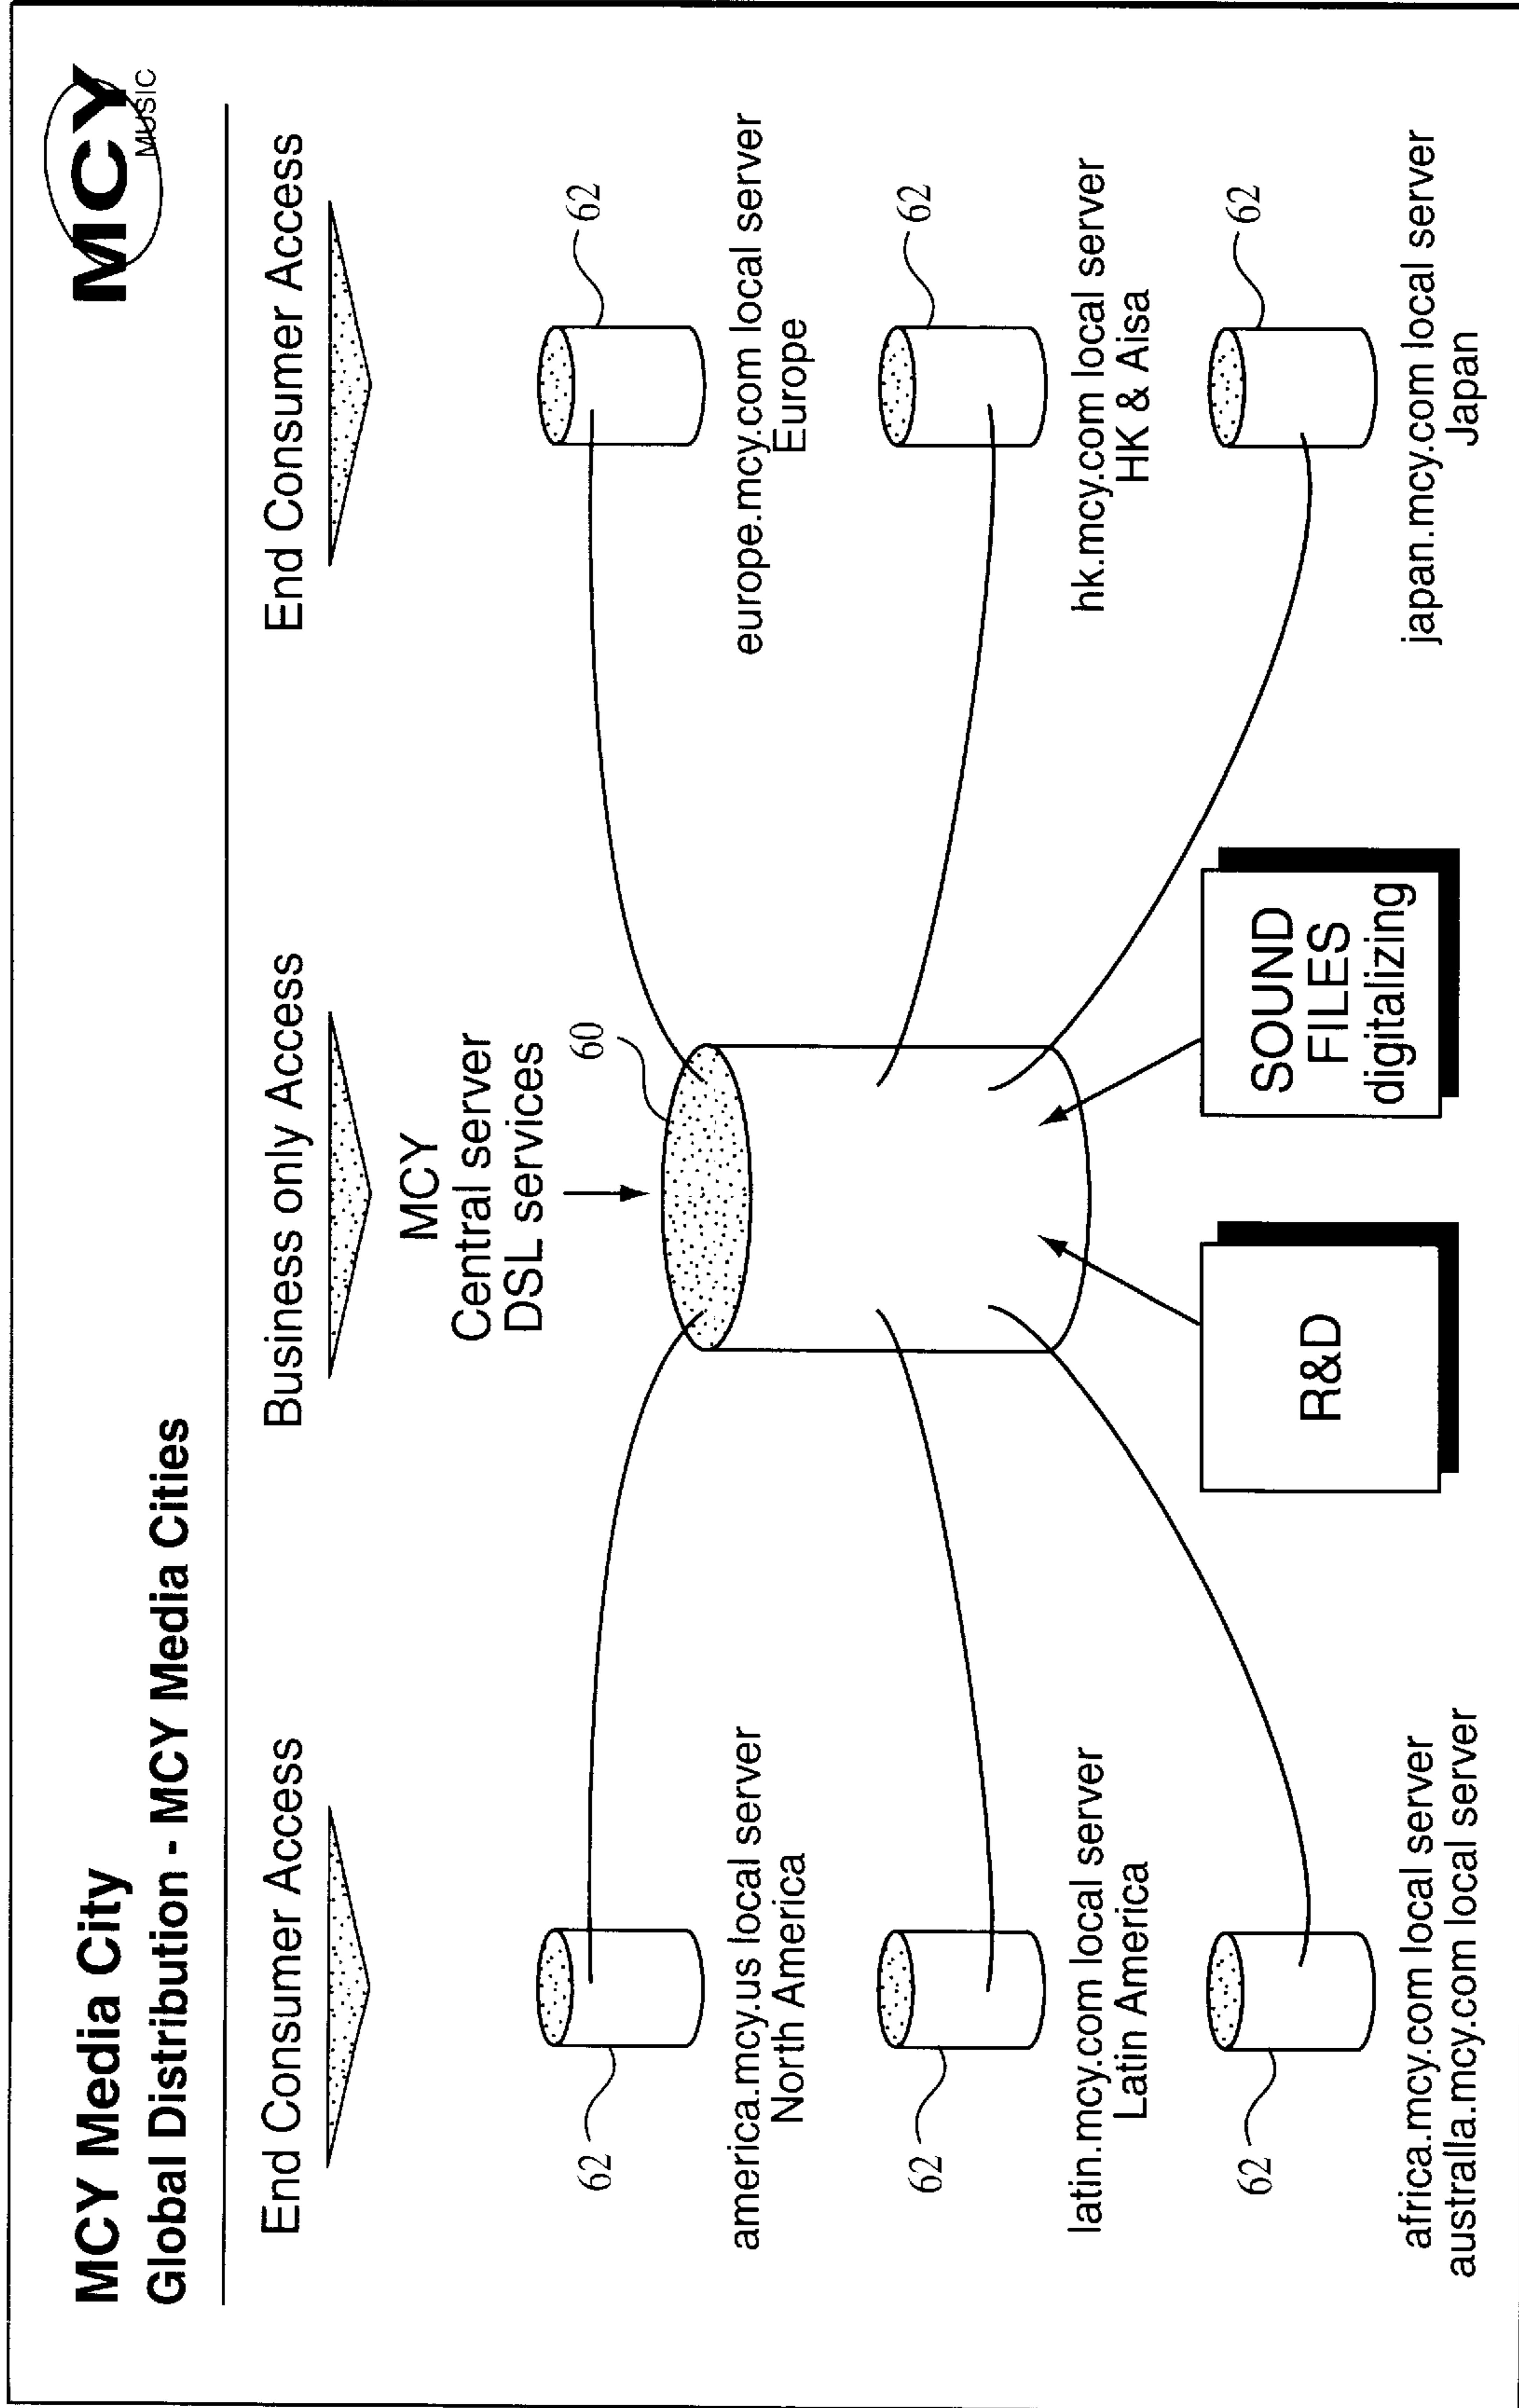 MCY Media City
Global Distribution - MCY Media Cities
MCY
MUSIC
End Consumer Access
Business only Access
End Consumer Access
MCY
Central server
DSL services
60
62
america.mcy.us local server
North America
62
europe.mcy.com local server
Europe
62
latin.mcy.com local server
Latin America
62
hk.mcy.com local server
HK & Aisa
62
africa.mcy.com local server
australla.mcy.com local server
R&D
SOUND
FILES
digitalizing
62
japan.mcy.com local server
Japan